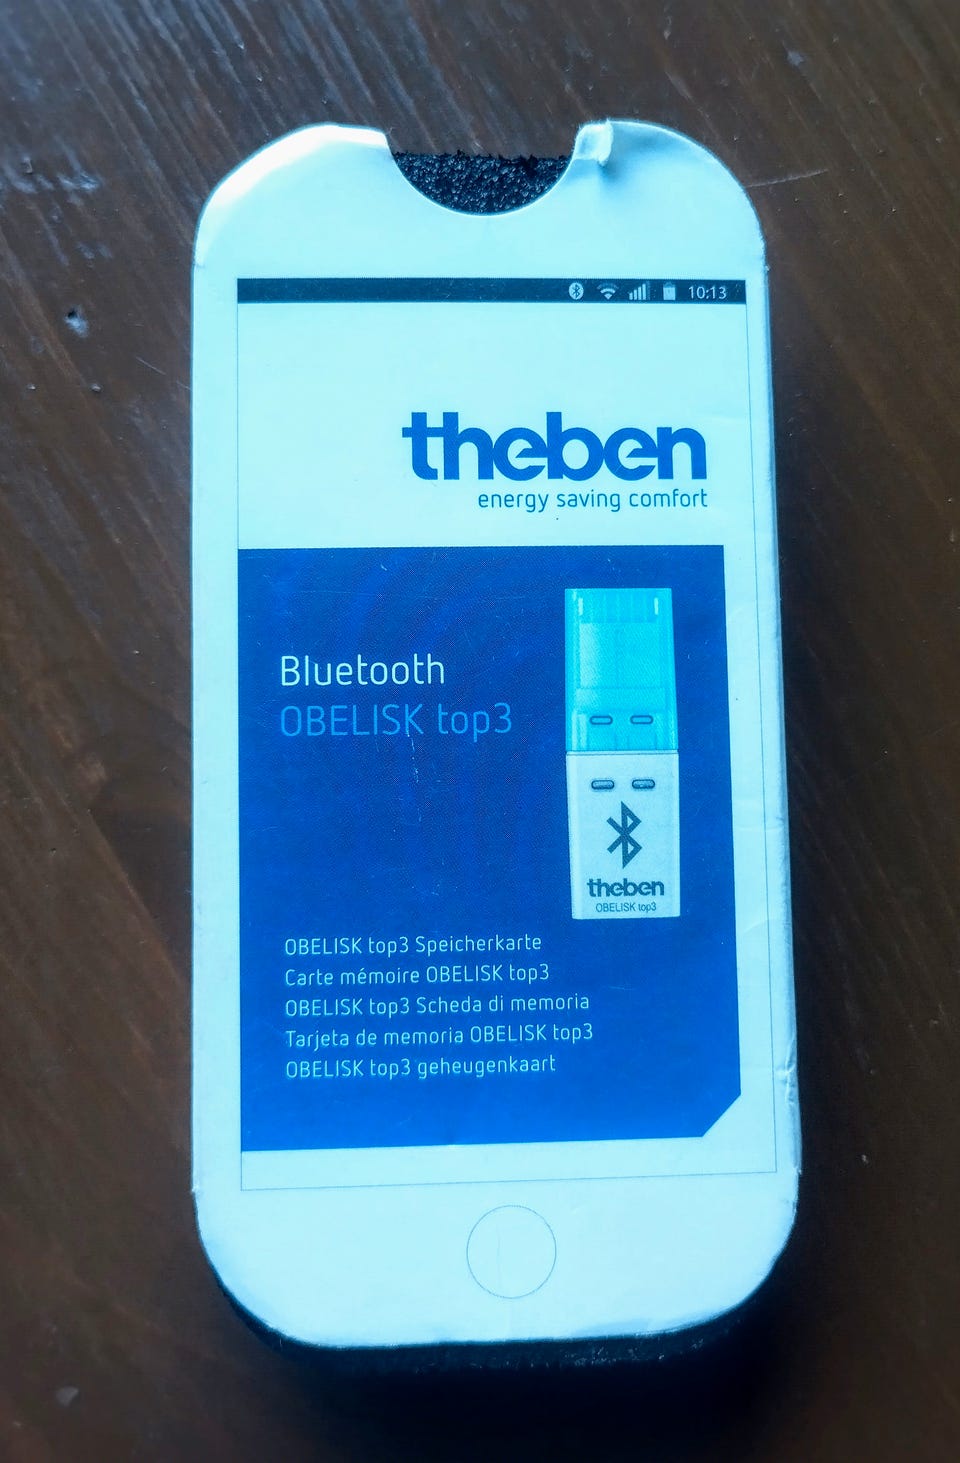 10:13
theben
energy saving comfort
Bluetooth
OBELISK top3
theben
OBELISK top3
OBELISK top3 Speicherkarte
Carte mémoire OBELISK top3
OBELISK top3 Scheda di memoria
Tarjeta de memoria OBELISK top3
OBELISK top3 geheugenkaart